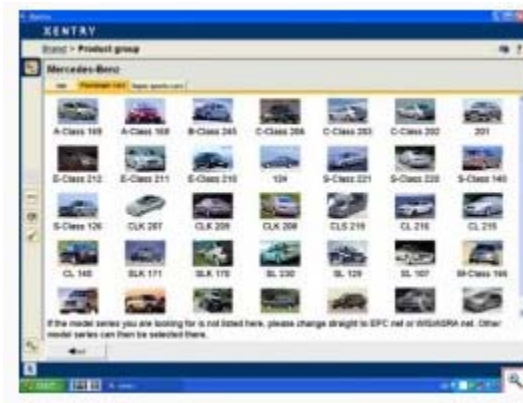 XENTRY
Brand > Product group
Mercedes-Benz
Passenger cars
A-Class 169 A-Class 168 B-Class 245 C-Class 204 C-Class 203 C-Class 202 201
E-Class 212 E-Class 211 E-Class 210 124 S-Class 221 S-Class 220 S-Class 140
S-Class 126 CLK 207 CLK 209 CLK 208 CLS 219 CL 216 CL 215
CL 140 SLK 171 SLK 170 SL 230 SL 129 SL 107 M-Class 164
If the model series you are looking for is not listed here, please change straight to EPC net or WIS/ASRA net. Other
model series can then be selected there.